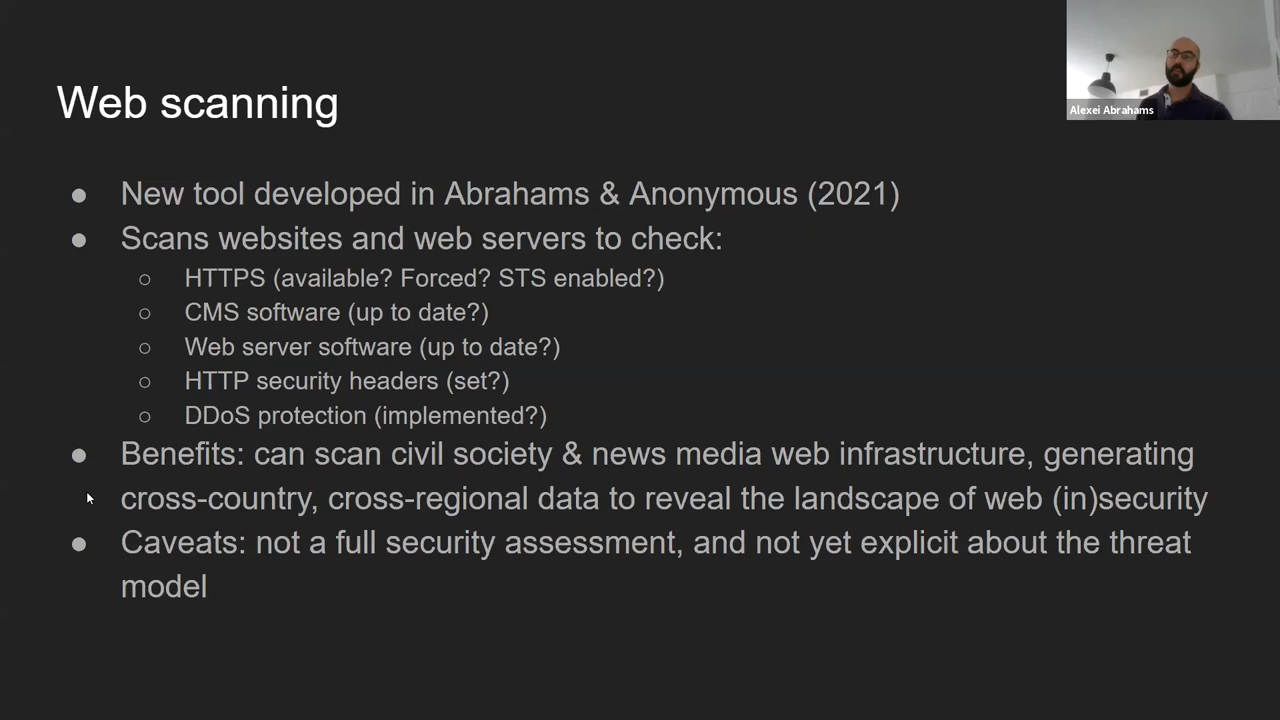 Alexei Abrahams
Web scanning
● New tool developed in Abrahams & Anonymous (2021)
● Scans websites and web servers to check:
○ HTTPS (available? Forced? STS enabled?)
○ CMS software (up to date?)
○ Web server software (up to date?)
○ HTTP security headers (set?)
○ DDoS protection (implemented?)
● Benefits: can scan civil society & news media web infrastructure, generating
cross-country, cross-regional data to reveal the landscape of web (in)security
● Caveats: not a full security assessment, and not yet explicit about the threat
model